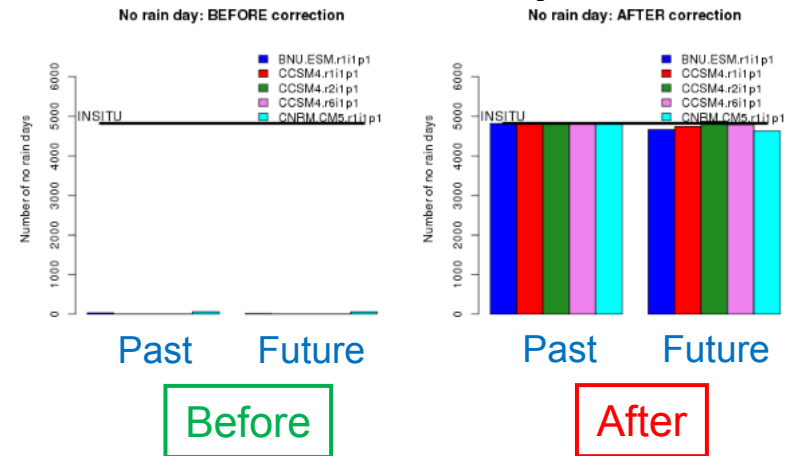 No rain day: BEFORE correction
BNU.ESM.r1i1p1
CCSM4.r1i1p1
CCSM4.r2i1p1
CCSM4.r6i1p1
CNRM.CM5.r1i1p1
INSITU
Number of no rain days
6000
5000
4000
3000
2000
1000
0
Past Future
Before
No rain day: AFTER correction
BNU.ESM.r1i1p1
CCSM4.r1i1p1
CCSM4.r2i1p1
CCSM4.r6i1p1
CNRM.CM5.r1i1p1
INSITU
Number of no rain days
6000
5000
4000
3000
2000
1000
0
Past Future
After